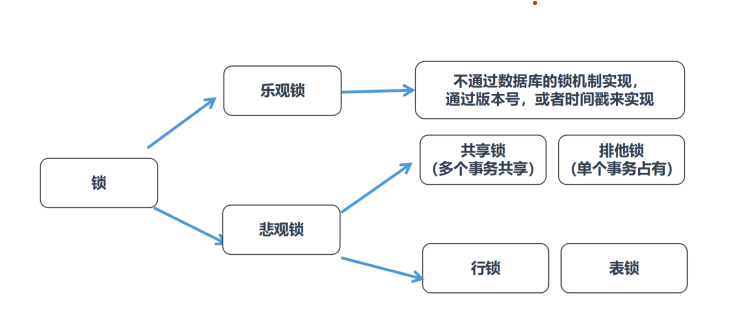 乐观锁
不通过数据库的锁机制实现，
通过版本号，或者时间戳来实现
锁
共享锁
（多个事务共享）
排他锁
（单个事务占有）
悲观锁
行锁
表锁